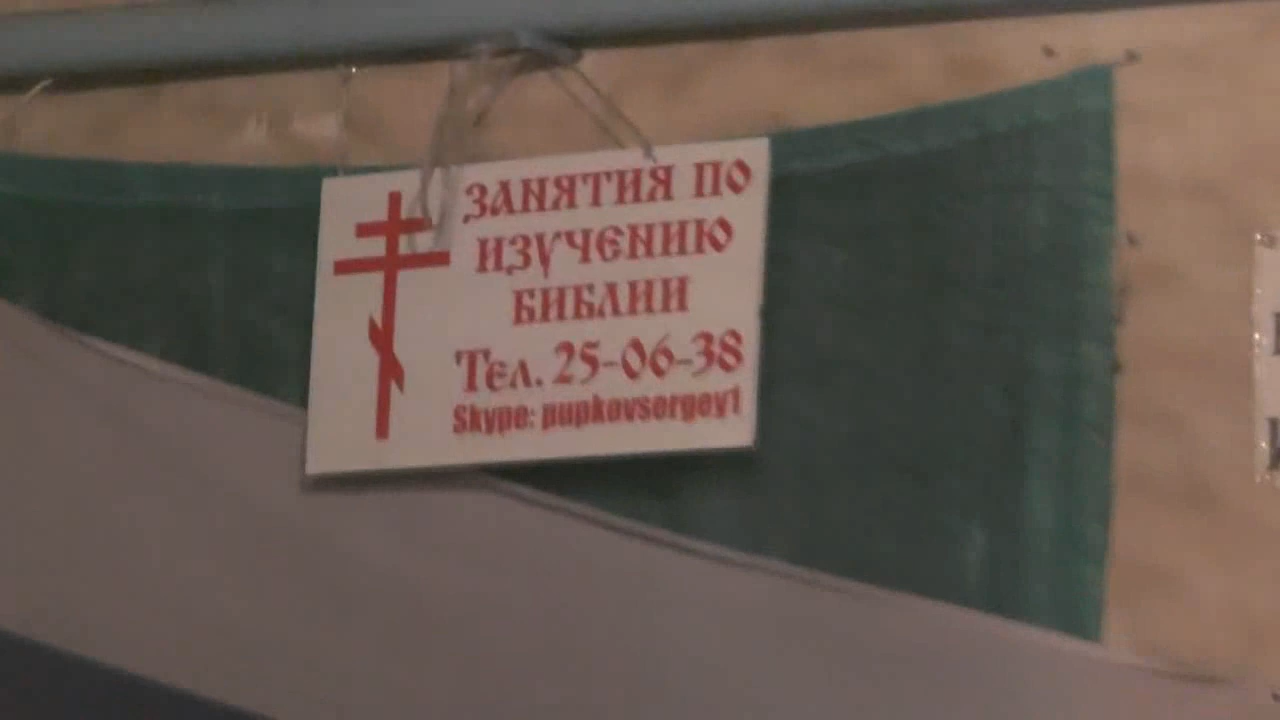 ЗАНЯТИЯ ПО
ИЗУЧЕНИЮ
БИБЛИИ
Тел. 25-06-38
Skype: pupkovsergey1